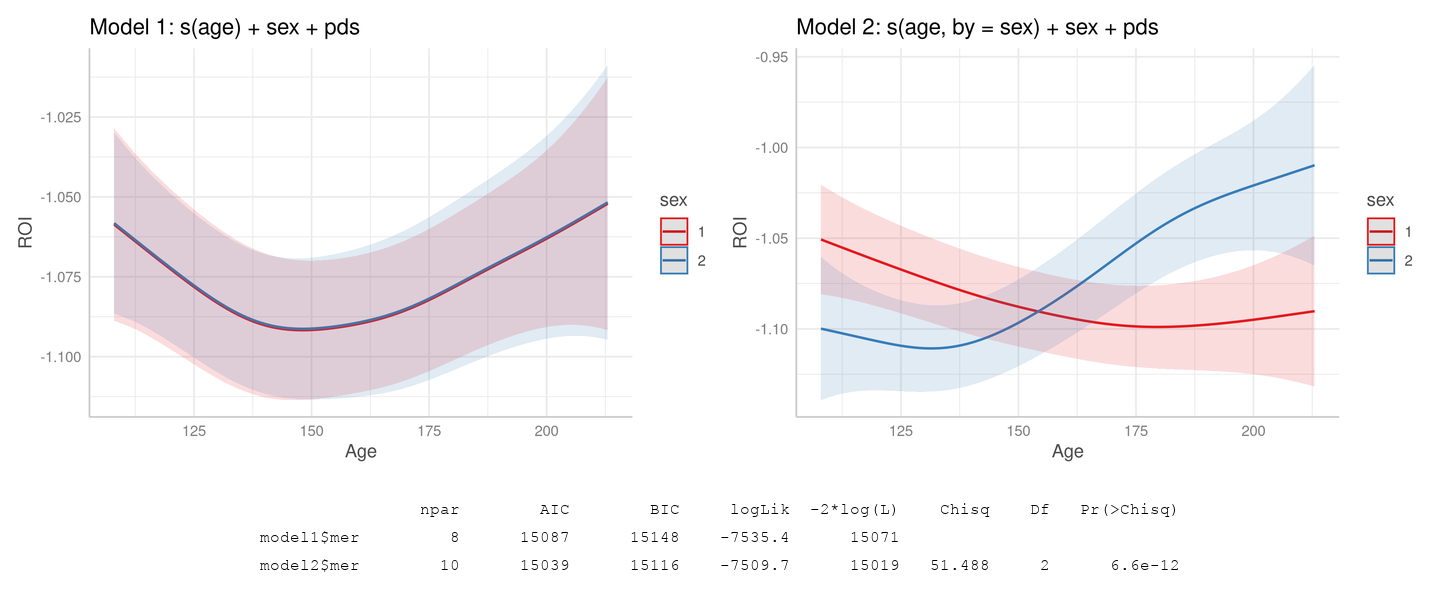 Model 1: s(age) + sex + pds
-1.025
-1.050
-1.075
-1.100
ROI
125 150 175 200
Age
sex
1
2
Model 2: s(age, by = sex) + sex + pds
-0.95
-1.00
-1.05
-1.10
ROI
125 150 175 200
Age
sex
1
2
npar AIC BIC logLik -2*log(L) Chisq Df Pr(>Chisq)
model1$mer 8 15087 15148 -7535.4 15071
model2$mer 10 15039 15116 -7509.7 15019 51.488 2 6.6e-12